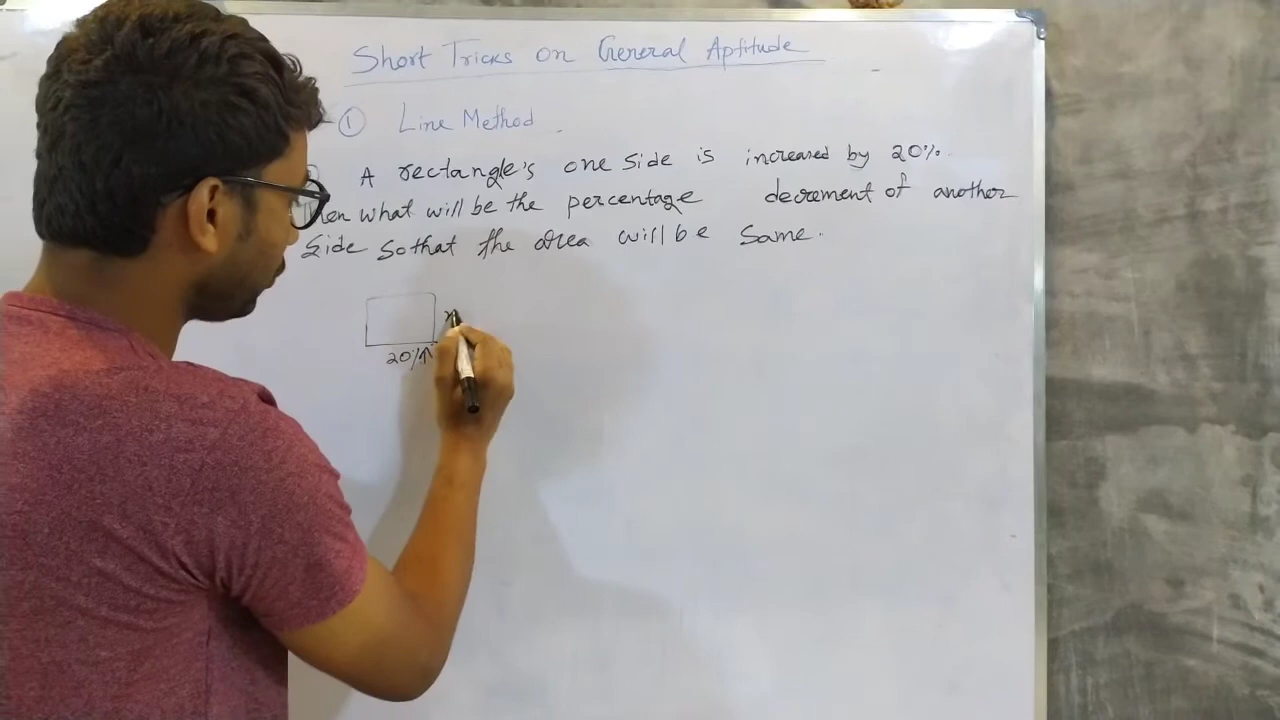 Short Tricks on General Aptitude
① Line Method
A rectangle's one side is increased by 20%.
Then what will be the percentage decrement of another
Side so that the area will be same.
20%↑